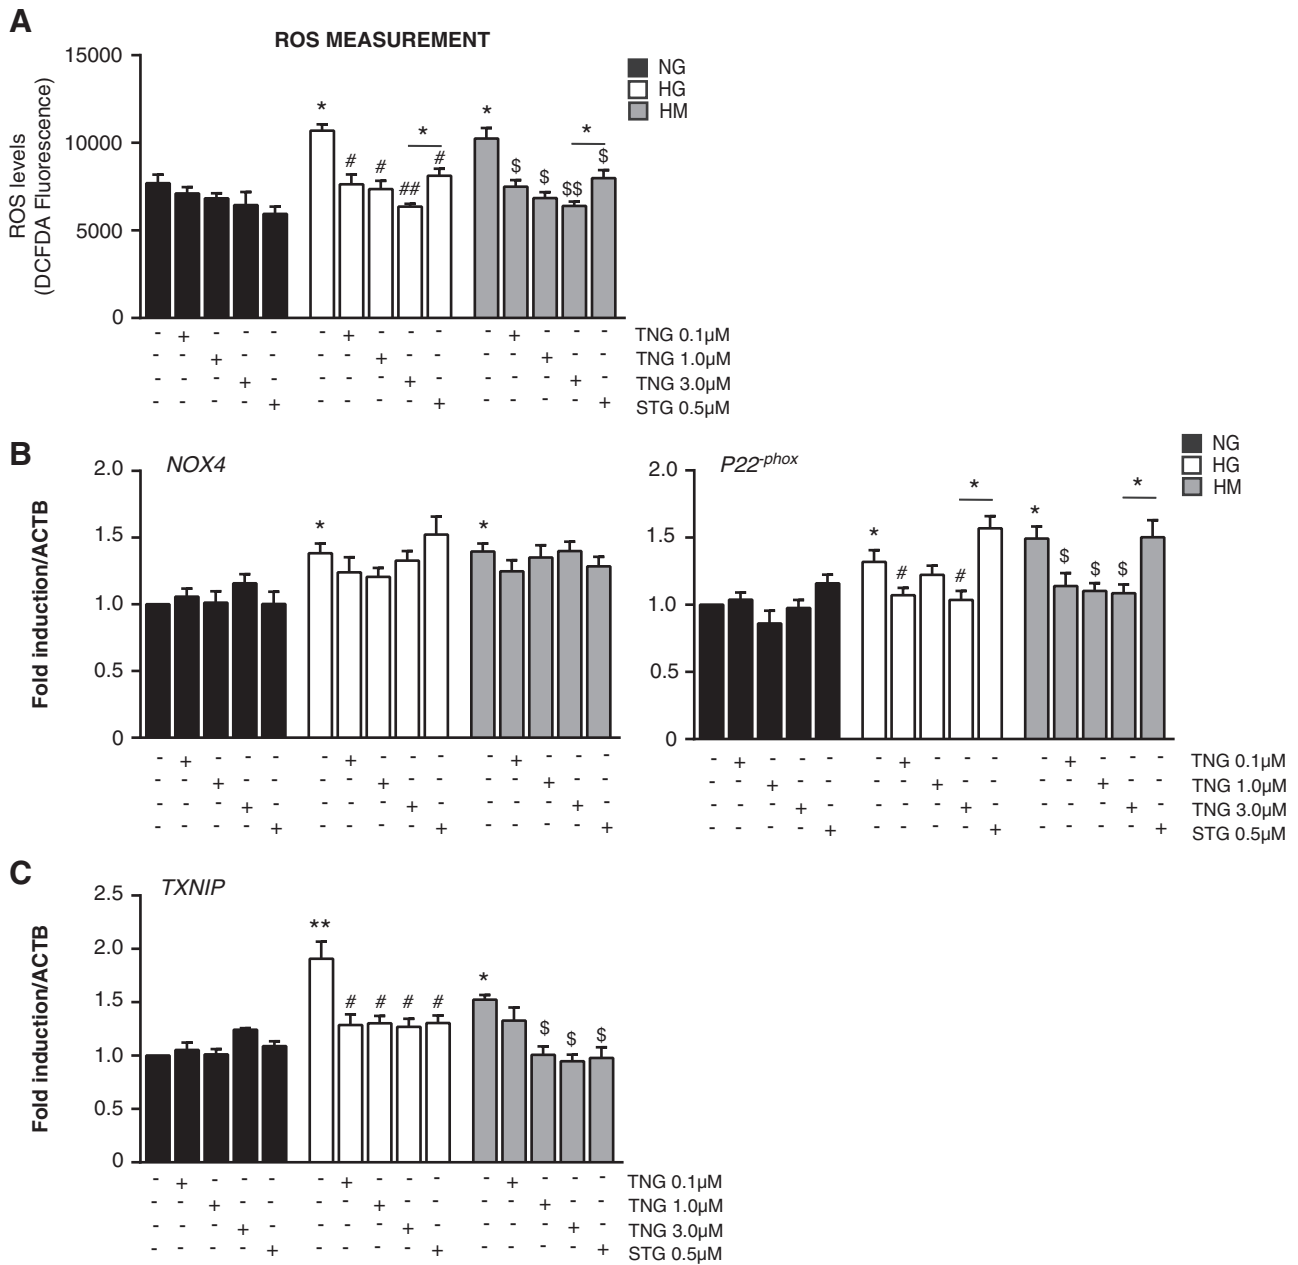 A
ROS MEASUREMENT
ROS levels
(DCFDA Fluorescence)
15000
10000
5000
0
NG
HG
HM
* # # ## * #
* $ $ $$ * $
- + - - - - + - - - - + - - - TNG 0.1µM
- - + - - - - + - - - - + - - TNG 1.0µM
- - - + - - - - + - - - - + - TNG 3.0µM
- - - - + - - - - + - - - - + STG 0.5µM
B
NOX4
Fold induction/ACTB
2.0
1.5
1.0
0.5
0
* *
- + - - - - + - - - - + - - -
- - + - - - - + - - - - + - -
- - - + - - - - + - - - - + -
- - - - + - - - - + - - - - +
P22-phox
2.0
1.5
1.0
0.5
0
NG
HG
HM
* # # *
* $ $ $ *
- + - - - - + - - - - + - - - TNG 0.1µM
- - + - - - - + - - - - + - - TNG 1.0µM
- - - + - - - - + - - - - + - TNG 3.0µM
- - - - + - - - - + - - - - + STG 0.5µM
C
TXNIP
Fold induction/ACTB
2.5
2.0
1.5
1.0
0.5
0
** # # # #
* $ $ $
- + - - - - + - - - - + - - - TNG 0.1µM
- - + - - - - + - - - - + - - TNG 1.0µM
- - - + - - - - + - - - - + - TNG 3.0µM
- - - - + - - - - + - - - - + STG 0.5µM